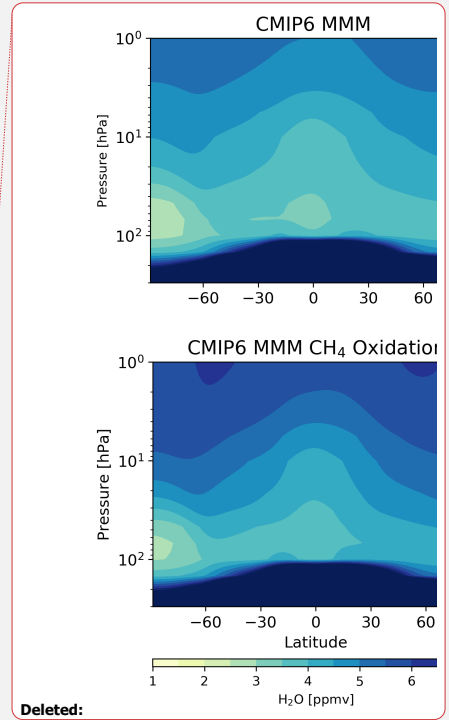 CMIP6 MMM
10⁰
10¹
10²
Pressure [hPa]
−60 −30 0 30 60
CMIP6 MMM CH₄ Oxidation
10⁰
10¹
10²
Pressure [hPa]
−60 −30 0 30 60
Latitude
1 2 3 4 5 6
H₂O [ppmv]
Deleted: